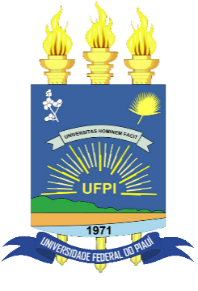 UNIVERSITAS HOMINEM FACIT
UFPI
1971
UNIVERSIDADE FEDERAL DO PIAUÍ